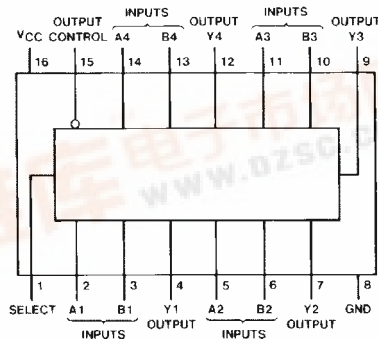 INPUTS INPUTS
OUTPUT OUTPUT OUTPUT
VCC CONTROL A4 B4 Y4 A3 B3 Y3
16 15 14 13 12 11 10 9
WWW.DZSC.C
1 2 3 4 5 6 7 8
SELECT A1 B1 Y1 A2 B2 Y2 GND
OUTPUT OUTPUT
INPUTS INPUTS